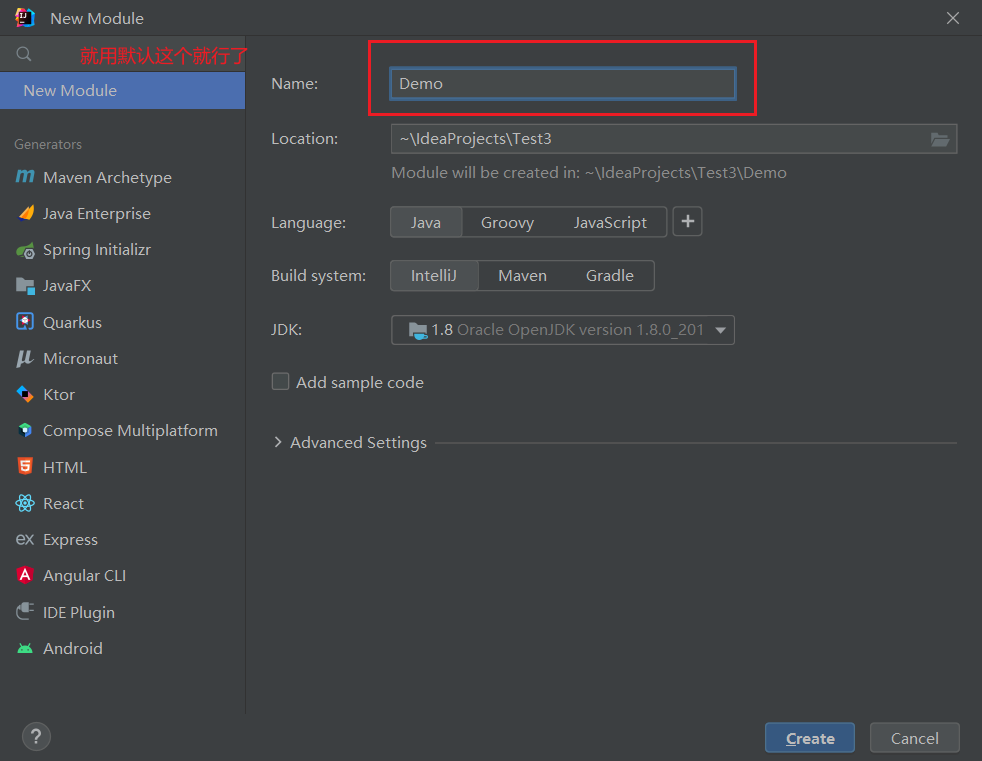 New Module
就用默认这个就行了
New Module
Generators
Maven Archetype
Java Enterprise
Spring Initializr
JavaFX
Quarkus
Micronaut
Ktor
Compose Multiplatform
HTML
React
ex Express
Angular CLI
IDE Plugin
Android
Name: Demo
Location: ~\IdeaProjects\Test3
Module will be created in: ~\IdeaProjects\Test3\Demo
Language: Java Groovy JavaScript +
Build system: IntelliJ Maven Gradle
JDK: 1.8 Oracle OpenJDK version 1.8.0_201
Add sample code
Advanced Settings
? Create Cancel